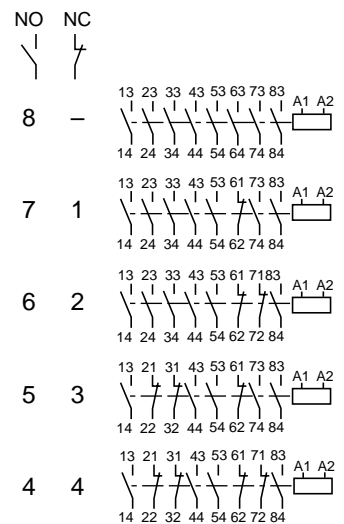 NO NC
13 23 33 43 53 63 73 83
A1 A2
8 –
14 24 34 44 54 64 74 84
13 23 33 43 53 61 73 83
A1 A2
7 1
14 24 34 44 54 62 74 84
13 23 33 43 53 61 7183
A1 A2
6 2
14 24 34 44 54 62 72 84
13 21 31 43 53 61 73 83
A1 A2
5 3
14 22 32 44 54 62 74 84
13 21 31 43 53 61 71 83
A1 A2
4 4
14 22 32 44 54 62 72 84